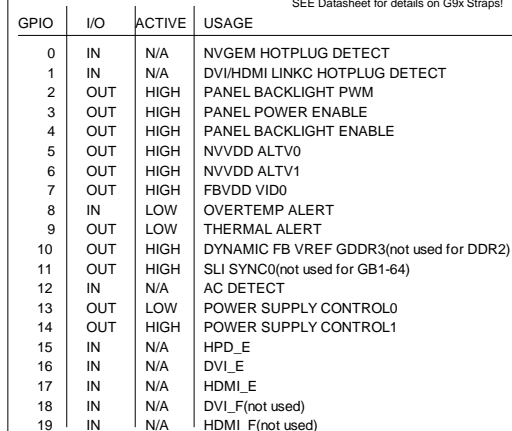 SEE Datasheet for details on G9x Straps!
GPIO I/O ACTIVE USAGE
0 IN N/A NVGEM HOTPLUG DETECT
1 IN N/A DVI/HDMI LINKC HOTPLUG DETECT
2 OUT HIGH PANEL BACKLIGHT PWM
3 OUT HIGH PANEL POWER ENABLE
4 OUT HIGH PANEL BACKLIGHT ENABLE
5 OUT HIGH NVVDD ALTV0
6 OUT HIGH NVVDD ALTV1
7 OUT HIGH FBVDD VID0
8 IN LOW OVERTEMP ALERT
9 OUT LOW THERMAL ALERT
10 OUT HIGH DYNAMIC FB VREF GDDR3(not used for DDR2)
11 OUT HIGH SLI SYNC0(not used for GB1-64)
12 IN N/A AC DETECT
13 OUT LOW POWER SUPPLY CONTROL0
14 OUT HIGH POWER SUPPLY CONTROL1
15 IN N/A HPD_E
16 IN N/A DVI_E
17 IN N/A HDMI_E
18 IN N/A DVI_F(not used)
19 IN N/A HDMI_F(not used)